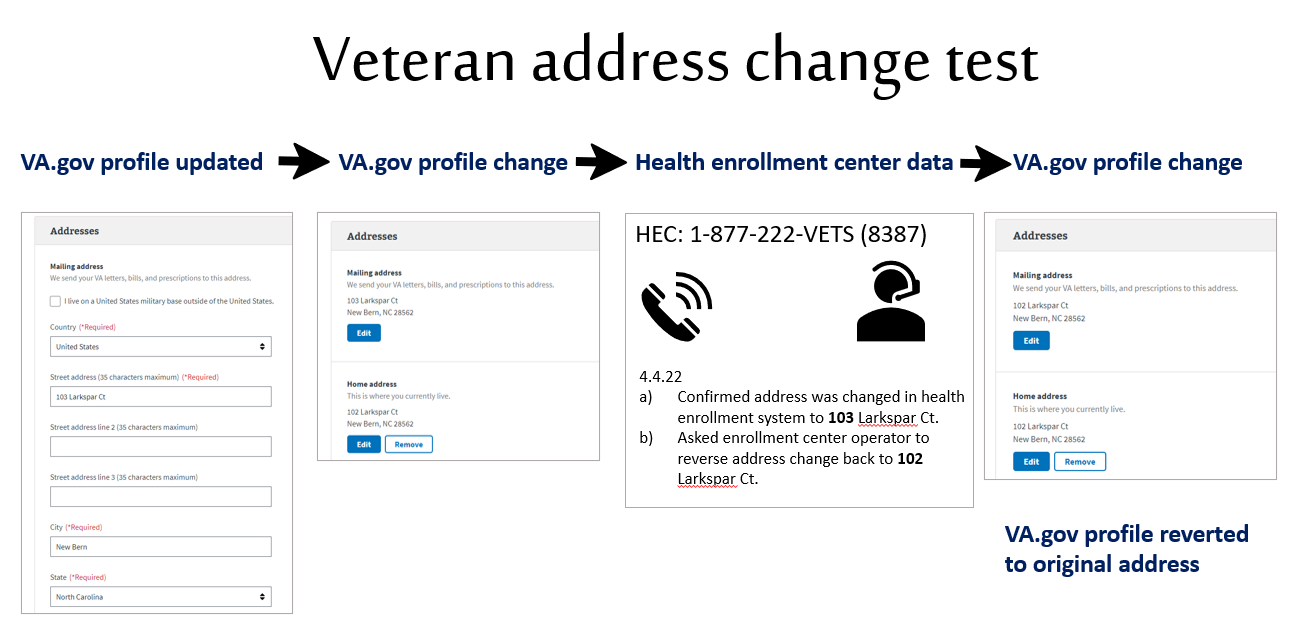 Veteran address change test
VA.gov profile updated
VA.gov profile change
Health enrollment center data
VA.gov profile change
Addresses
Mailing address
We send your VA letters, bills, and prescriptions to this address.
I live on a United States military base outside of the United States.
Country (*Required)
United States
Street address (35 characters maximum) (*Required)
103 Larkspar Ct
Street address line 2 (35 characters maximum)
Street address line 3 (35 characters maximum)
City (*Required)
New Bern
State (*Required)
North Carolina
Addresses
Mailing address
We send your VA letters, bills, and prescriptions to this address.
103 Larkspar Ct
New Bern, NC 28562
Edit
Home address
This is where you currently live.
102 Larkspar Ct
New Bern, NC 28562
Edit Remove
HEC: 1-877-222-VETS (8387)
4.4.22
a) Confirmed address was changed in health
enrollment system to 103 Larkspar Ct.
b) Asked enrollment center operator to
reverse address change back to 102
Larkspar Ct.
Addresses
Mailing address
We send your VA letters, bills, and prescriptions to this address.
102 Larkspar Ct
New Bern, NC 28562
Edit
Home address
This is where you currently live.
102 Larkspar Ct
New Bern, NC 28562
Edit Remove
VA.gov profile reverted
to original address